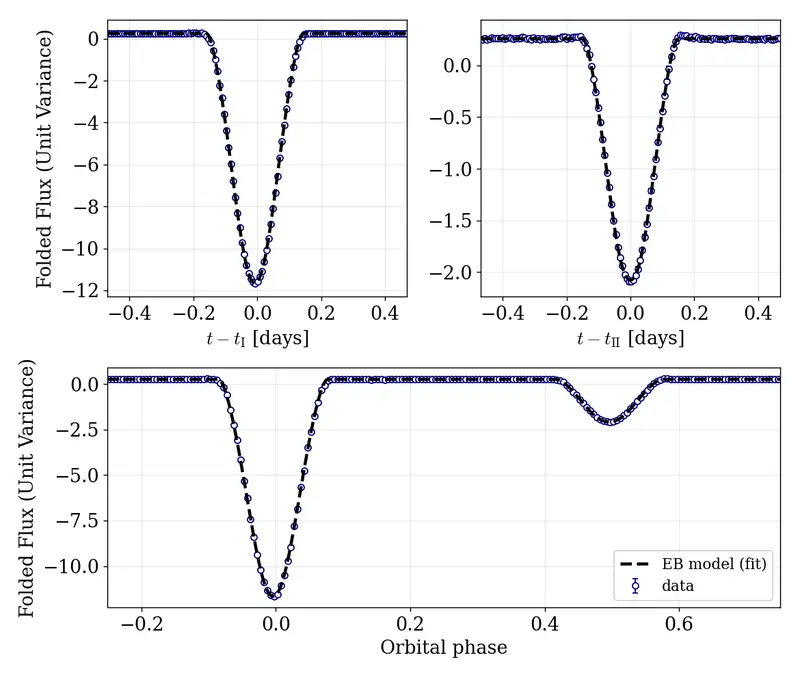 Folded Flux (Unit Variance)
0
−2
−4
−6
−8
−10
−12
−0.4 −0.2 0.0 0.2 0.4
t − tI [days]
0.0
−0.5
−1.0
−1.5
−2.0
−0.4 −0.2 0.0 0.2 0.4
t − tII [days]
Folded Flux (Unit Variance)
0.0
−2.5
−5.0
−7.5
−10.0
−0.2 0.0 0.2 0.4 0.6
Orbital phase
EB model (fit)
data